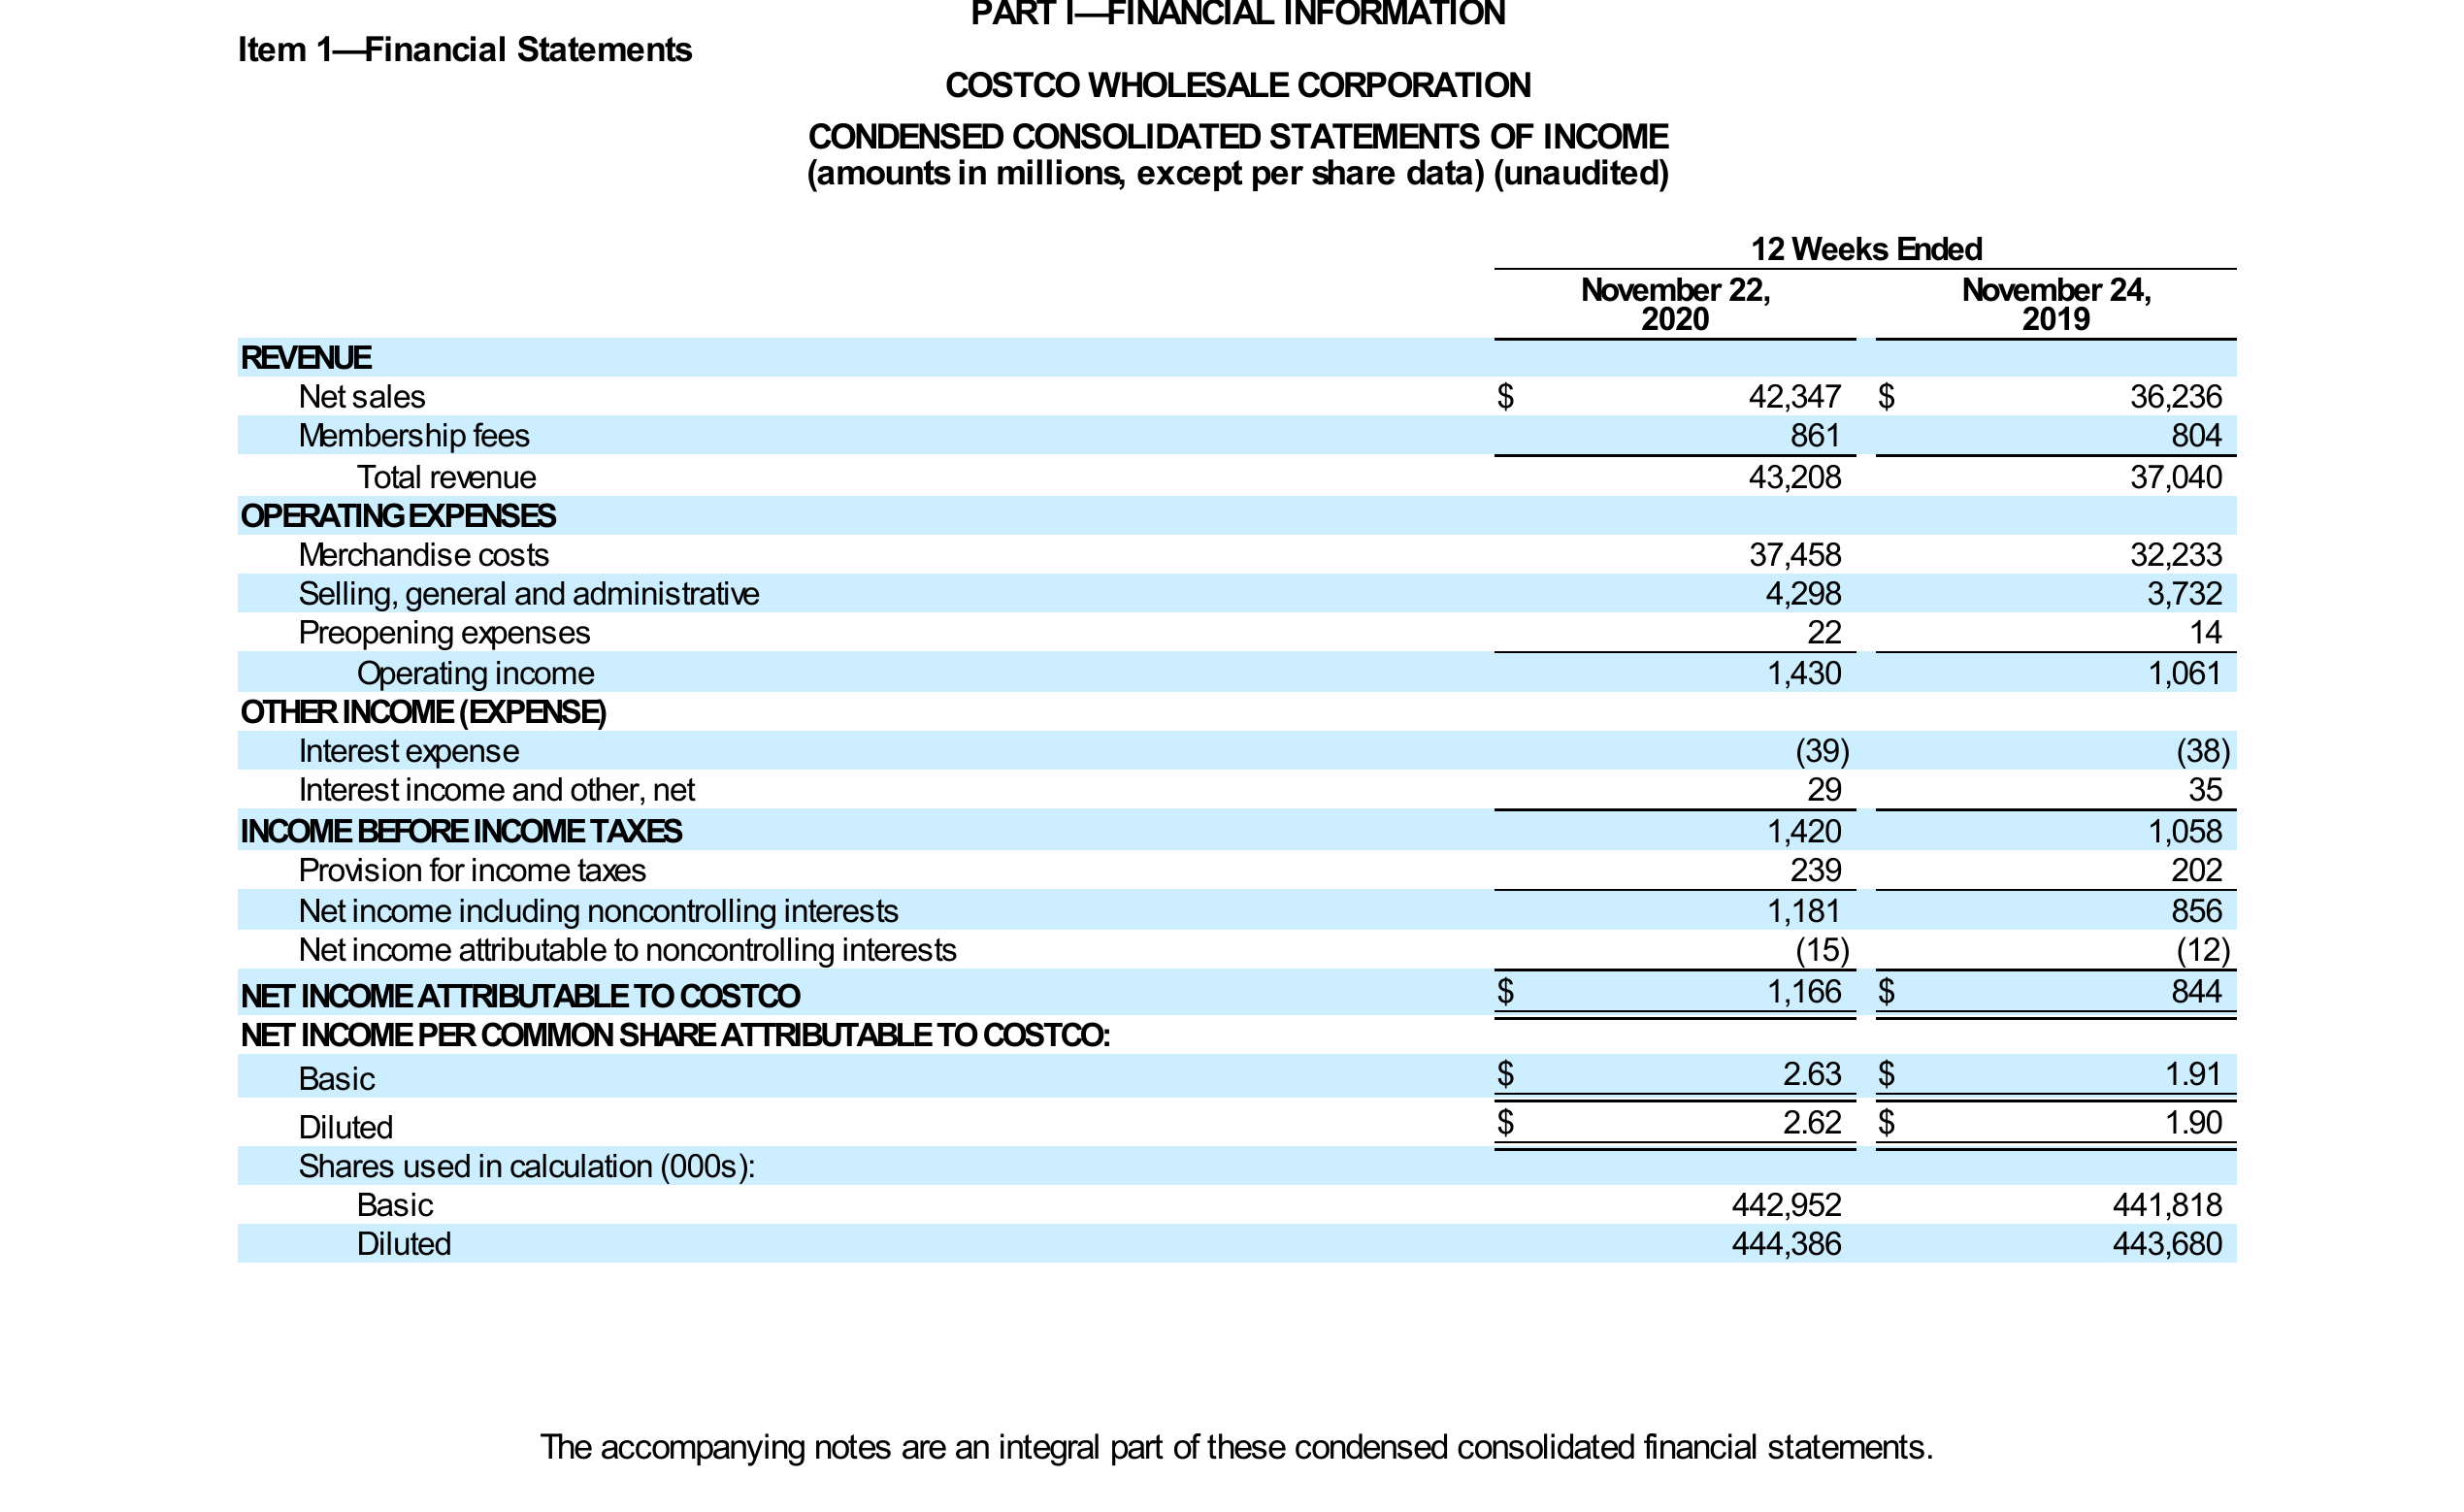 PART I—FINANCIAL INFORMATION
Item 1—Financial Statements
COSTCO WHOLESALE CORPORATION
CONDENSED CONSOLIDATED STATEMENTS OF INCOME
(amounts in millions, except per share data) (unaudited)
12 Weeks Ended
November 22, 2020 November 24, 2019
REVENUE
Net sales $ 42,347 $ 36,236
Membership fees 861 804
Total revenue 43,208 37,040
OPERATING EXPENSES
Merchandise costs 37,458 32,233
Selling, general and administrative 4,298 3,732
Preopening expenses 22 14
Operating income 1,430 1,061
OTHER INCOME (EXPENSE)
Interest expense (39) (38)
Interest income and other, net 29 35
INCOME BEFORE INCOME TAXES 1,420 1,058
Provision for income taxes 239 202
Net income including noncontrolling interests 1,181 856
Net income attributable to noncontrolling interests (15) (12)
NET INCOME ATTRIBUTABLE TO COSTCO $ 1,166 $ 844
NET INCOME PER COMMON SHARE ATTRIBUTABLE TO COSTCO:
Basic $ 2.63 $ 1.91
Diluted $ 2.62 $ 1.90
Shares used in calculation (000s):
Basic 442,952 441,818
Diluted 444,386 443,680
The accompanying notes are an integral part of these condensed consolidated financial statements.